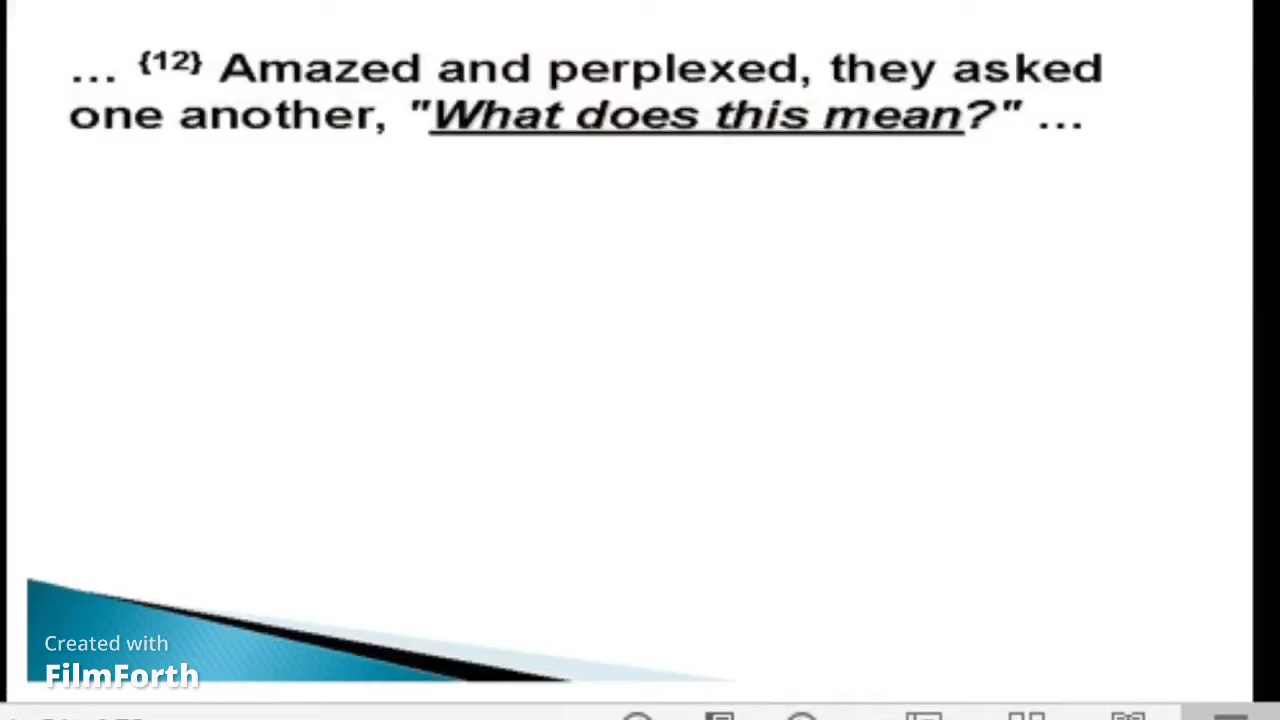 ... {12} Amazed and perplexed, they asked
one another, "What does this mean?" ...
Created with
FilmForth